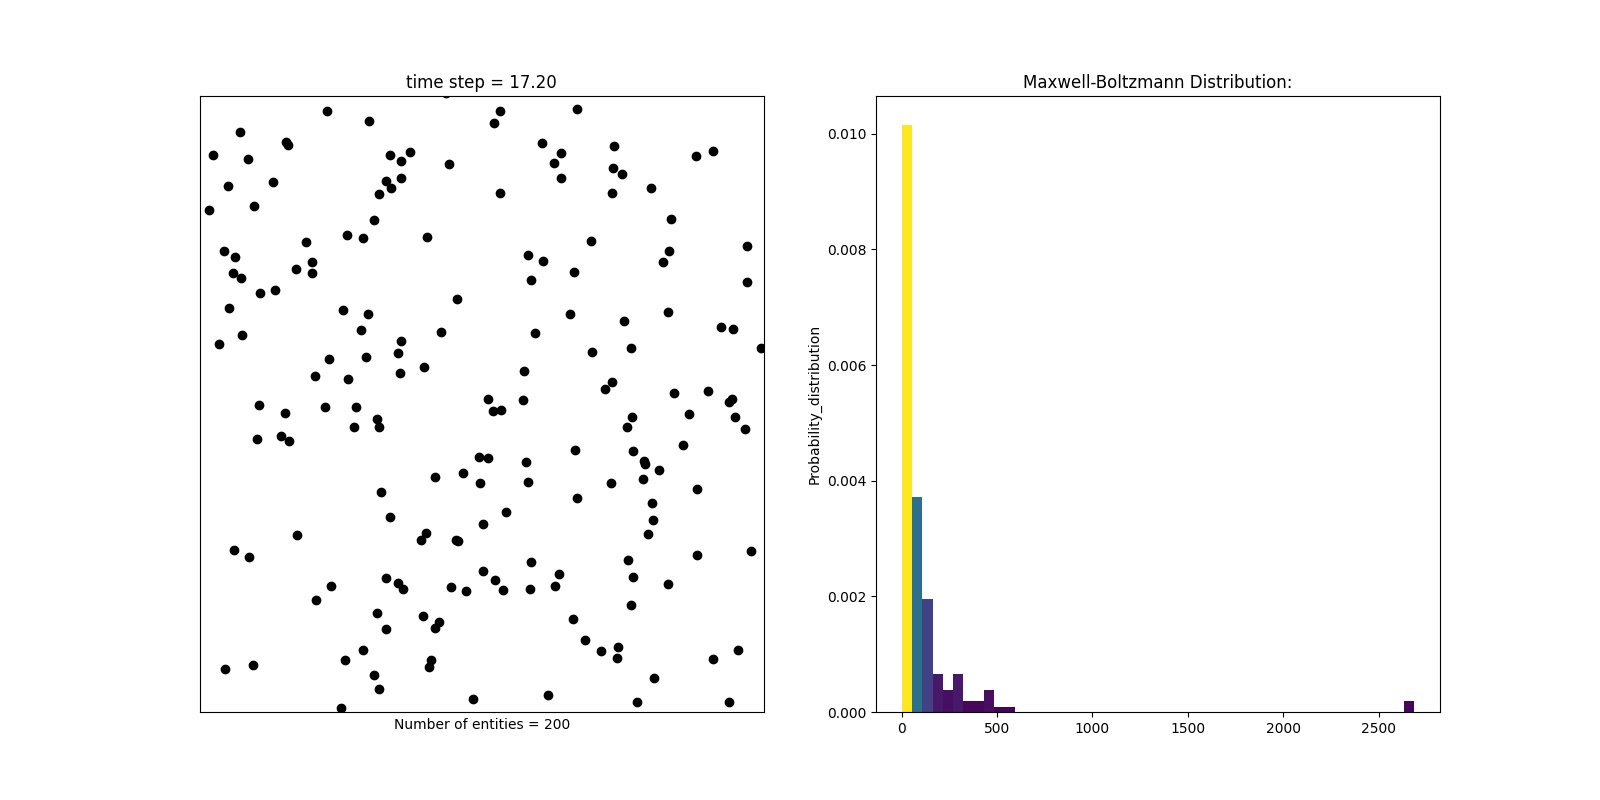 time step = 17.20
Number of entities = 200
Maxwell-Boltzmann Distribution:
Probability_distribution
0.010
0.008
0.006
0.004
0.002
0.000
0 500 1000 1500 2000 2500